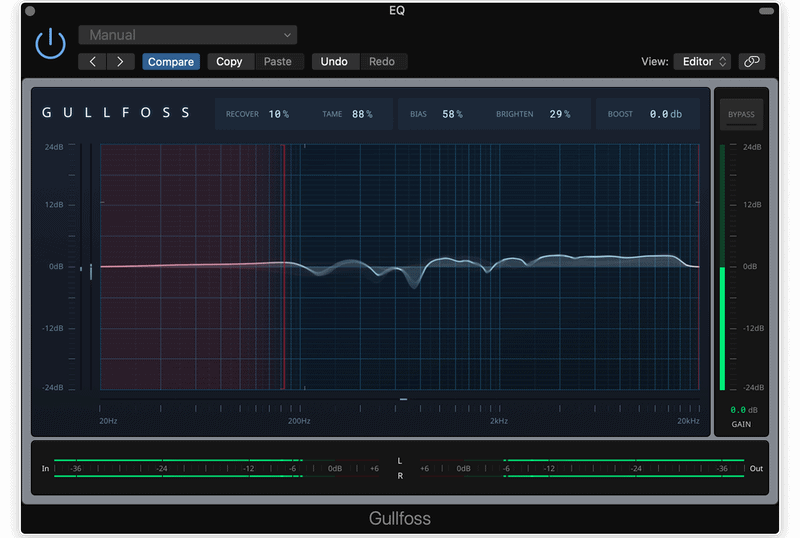 EQ
Manual
Compare Copy Paste Undo Redo View: Editor
GULLFOSS RECOVER 10% TAME 88% BIAS 58% BRIGHTEN 29% BOOST 0.0db BYPASS
24dB 24dB
12dB 12dB
0dB 0dB
-12dB -12dB
-24dB -24dB
0.0 dB
20Hz 200Hz 2kHz 20kHz GAIN
L
In -36 -24 -12 -6 0dB +6 +6 0dB -6 -12 -24 -36 Out
R
Gullfoss